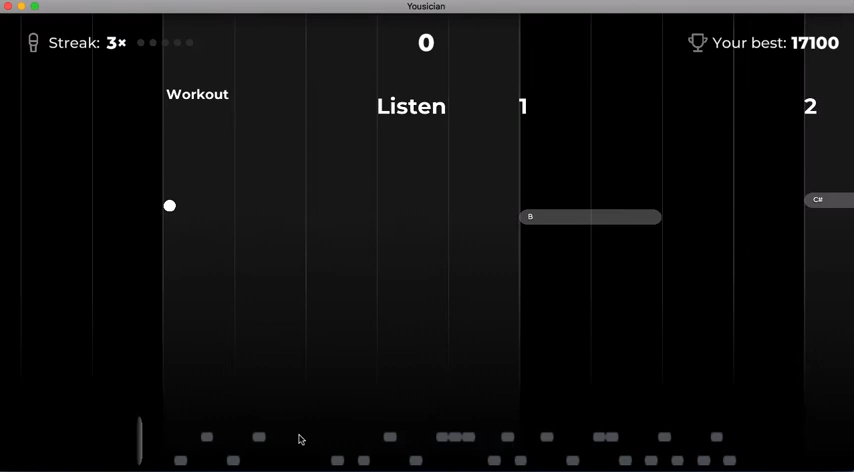 Yousician
Streak: 3×
0
Your best: 17100
Workout
Listen
1
2
B
C#